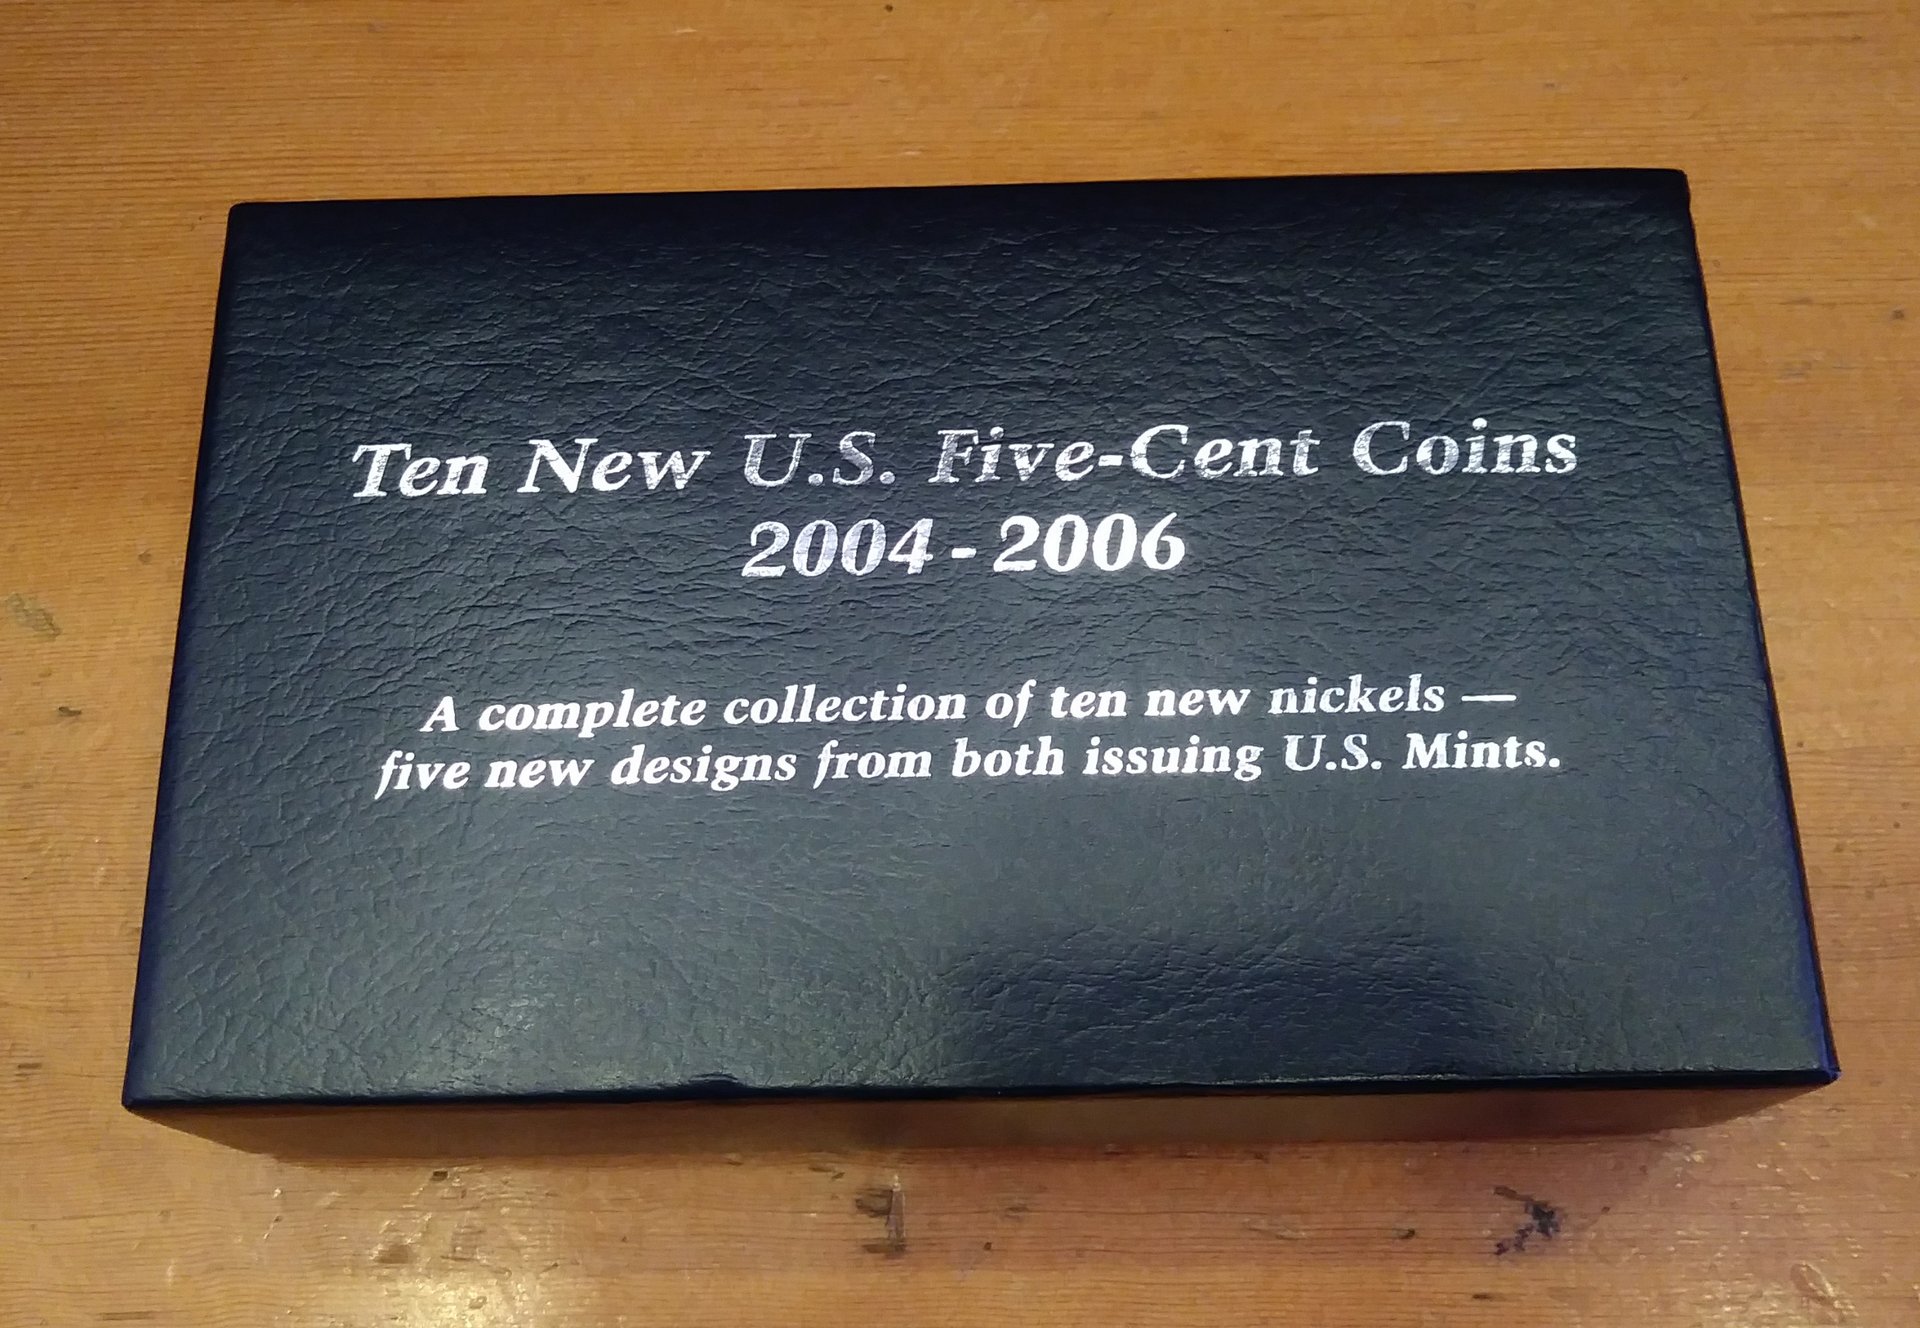 Ten New U.S. Five-Cent Coins
2004 - 2006
A complete collection of ten new nickels —
five new designs from both issuing U.S. Mints.